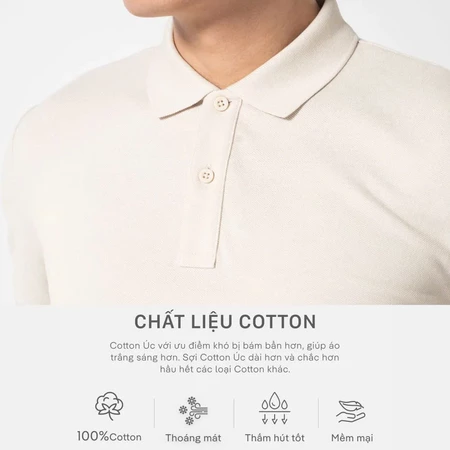 CHẤT LIỆU COTTON
Cotton Úc với ưu điểm khó bị bám bẩn hơn, giúp áo
trắng sáng hơn. Sợi Cotton Úc dài hơn và chắc hơn
hầu hết các loại Cotton khác.
100%Cotton Thoáng mát Thấm hút tốt Mềm mại